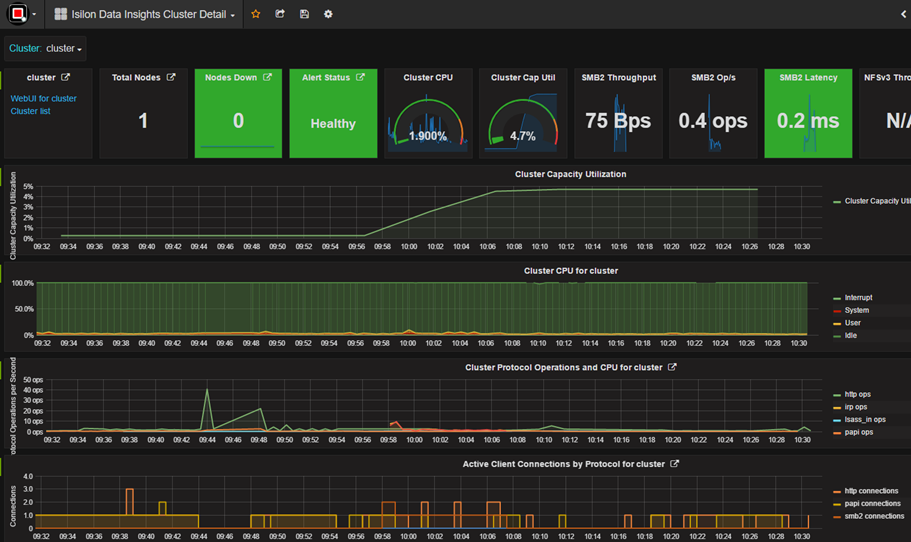 Isilon Data Insights Cluster Detail
Cluster: cluster
cluster
WebUI for cluster
Cluster list
Total Nodes
1
Nodes Down
0
Alert Status
Healthy
Cluster CPU
1.900%
Cluster Cap Util
4.7%
SMB2 Throughput
75 Bps
SMB2 Op/s
0.4 ops
SMB2 Latency
0.2 ms
NFSv3 Thro
N/A
Cluster Capacity Utilization
Cluster Capacity Utilization
5%
4%
3%
2%
1%
0%
09:32 09:34 09:36 09:38 09:40 09:42 09:44 09:46 09:48 09:50 09:52 09:54 09:56 09:58 10:00 10:02 10:04 10:06 10:08 10:10 10:12 10:14 10:16 10:18 10:20 10:22 10:24 10:26 10:28 10:30
Cluster Capacity Util
Cluster CPU for cluster
100.0%
50.0%
0%
09:32 09:34 09:36 09:38 09:40 09:42 09:44 09:46 09:48 09:50 09:52 09:54 09:56 09:58 10:00 10:02 10:04 10:06 10:08 10:10 10:12 10:14 10:16 10:18 10:20 10:22 10:24 10:26 10:28 10:30
Interrupt
System
User
Idle
Cluster Protocol Operations and CPU for cluster
otocol Operations per Second
50 ops
40 ops
30 ops
20 ops
10 ops
0 ops
09:32 09:34 09:36 09:38 09:40 09:42 09:44 09:46 09:48 09:50 09:52 09:54 09:56 09:58 10:00 10:02 10:04 10:06 10:08 10:10 10:12 10:14 10:16 10:18 10:20 10:22 10:24 10:26 10:28 10:30
http ops
irp ops
lsass_in ops
papi ops
Active Client Connections by Protocol for cluster
Connections
4.0
3.0
2.0
1.0
0
09:32 09:34 09:36 09:38 09:40 09:42 09:44 09:46 09:48 09:50 09:52 09:54 09:56 09:58 10:00 10:02 10:04 10:06 10:08 10:10 10:12 10:14 10:16 10:18 10:20 10:22 10:24 10:26 10:28 10:30
http connections
papi connections
smb2 connections